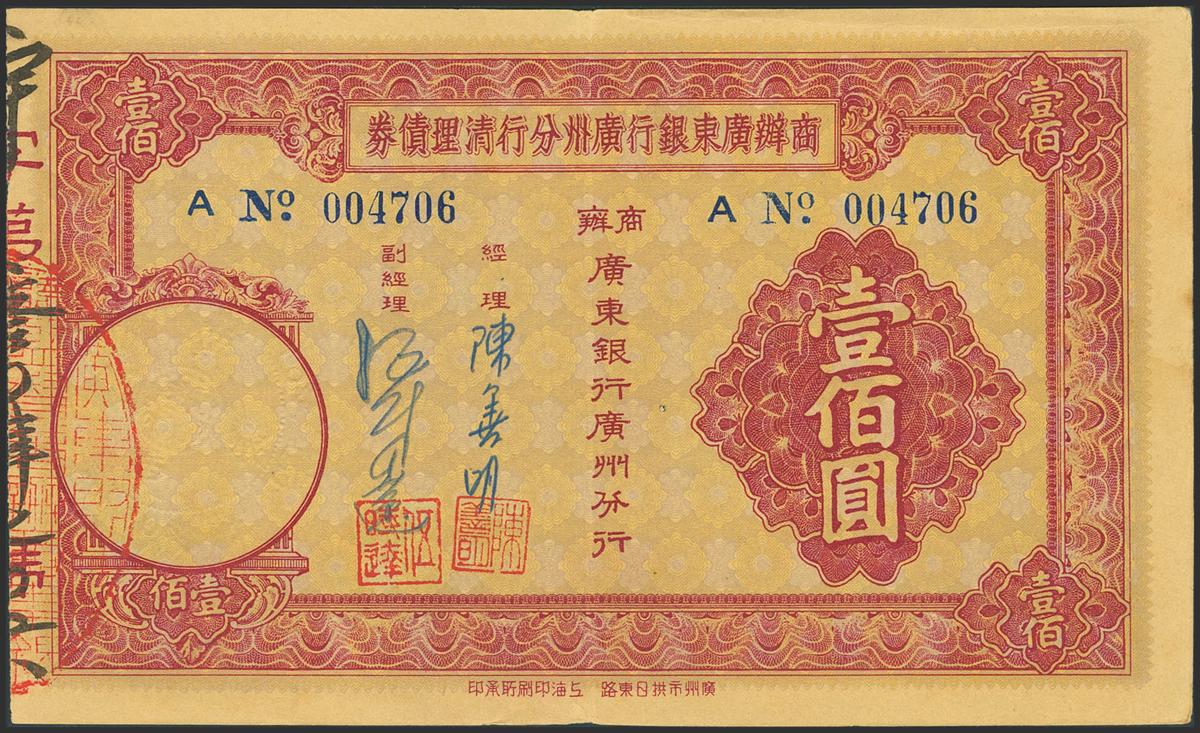 壹佰
壹佰
商辦廣東銀行廣州分行清理債券
A No 004706
A No 004706
壹佰圓
商辦
廣東銀行廣州分行
經理
陳善明
副經理
壹佰
壹佰
廣州市拱日東路 上海印刷所承印